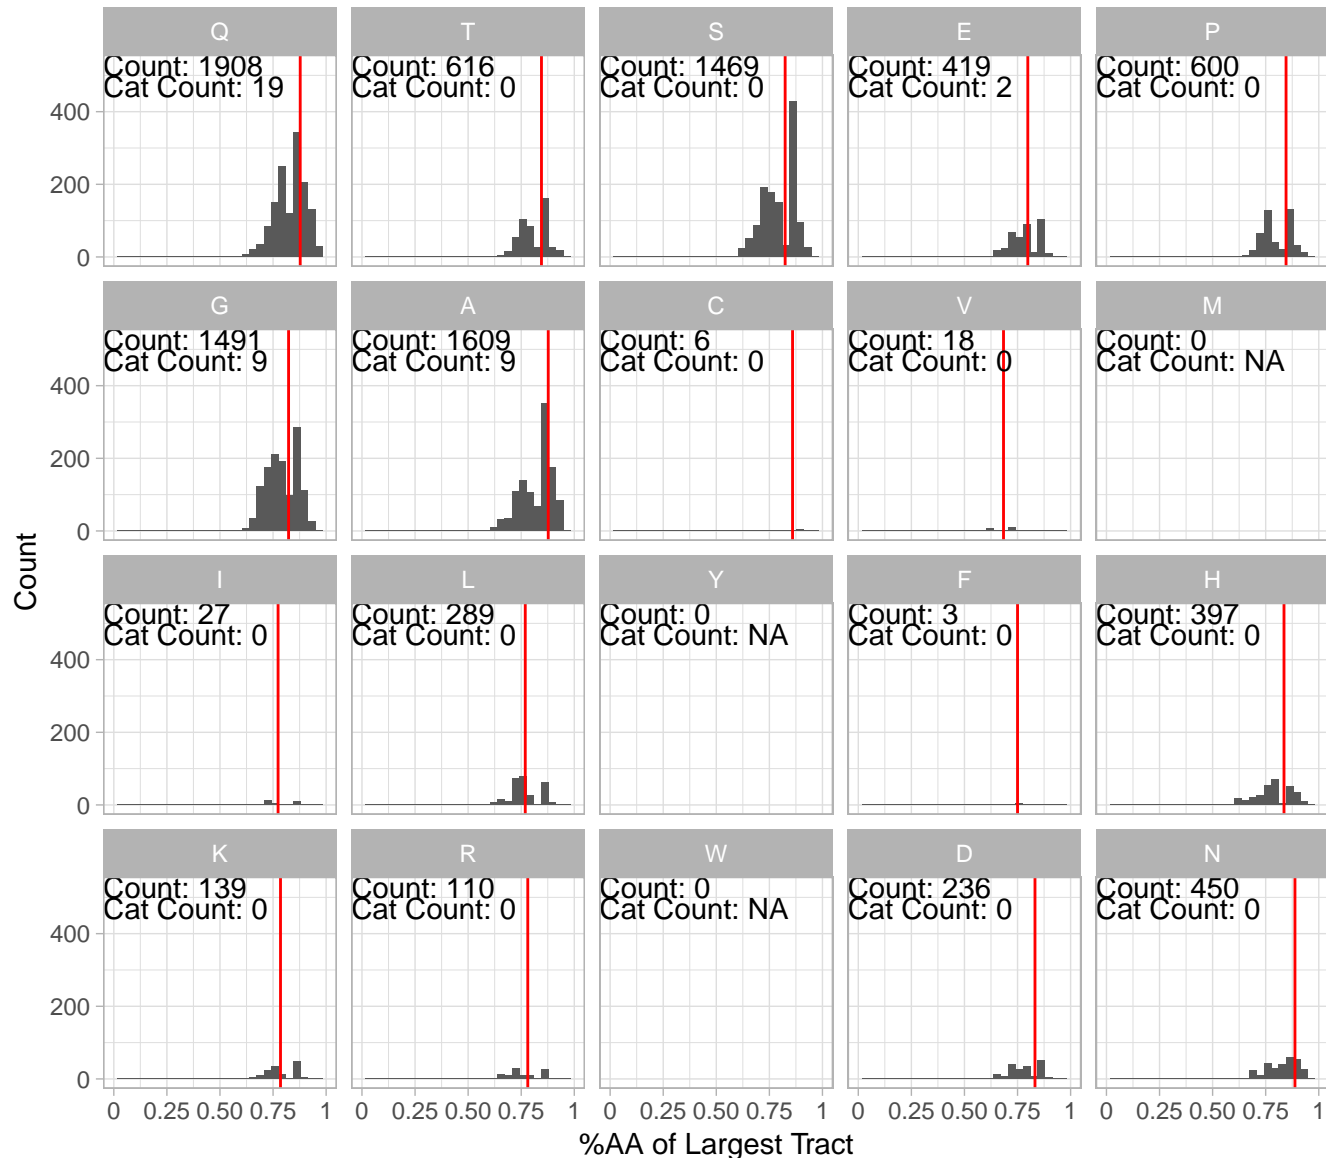 Q
T
S
E
P
Count: 1908
Cat Count: 19
Count: 616
Cat Count: 0
Count: 1469
Cat Count: 0
Count: 419
Cat Count: 2
Count: 600
Cat Count: 0
400
200
0
G
A
C
V
M
Count: 1491
Cat Count: 9
Count: 1609
Cat Count: 9
Count: 6
Cat Count: 0
Count: 18
Cat Count: 0
Count: 0
Cat Count: NA
400
200
0
Count
I
L
Y
F
H
Count: 27
Cat Count: 0
Count: 289
Cat Count: 0
Count: 0
Cat Count: NA
Count: 3
Cat Count: 0
Count: 397
Cat Count: 0
400
200
0
K
R
W
D
N
Count: 139
Cat Count: 0
Count: 110
Cat Count: 0
Count: 0
Cat Count: NA
Count: 236
Cat Count: 0
Count: 450
Cat Count: 0
400
200
0
0 0.25 0.50 0.75 1
0 0.25 0.50 0.75 1
0 0.25 0.50 0.75 1
0 0.25 0.50 0.75 1
0 0.25 0.50 0.75 1
%AA of Largest Tract